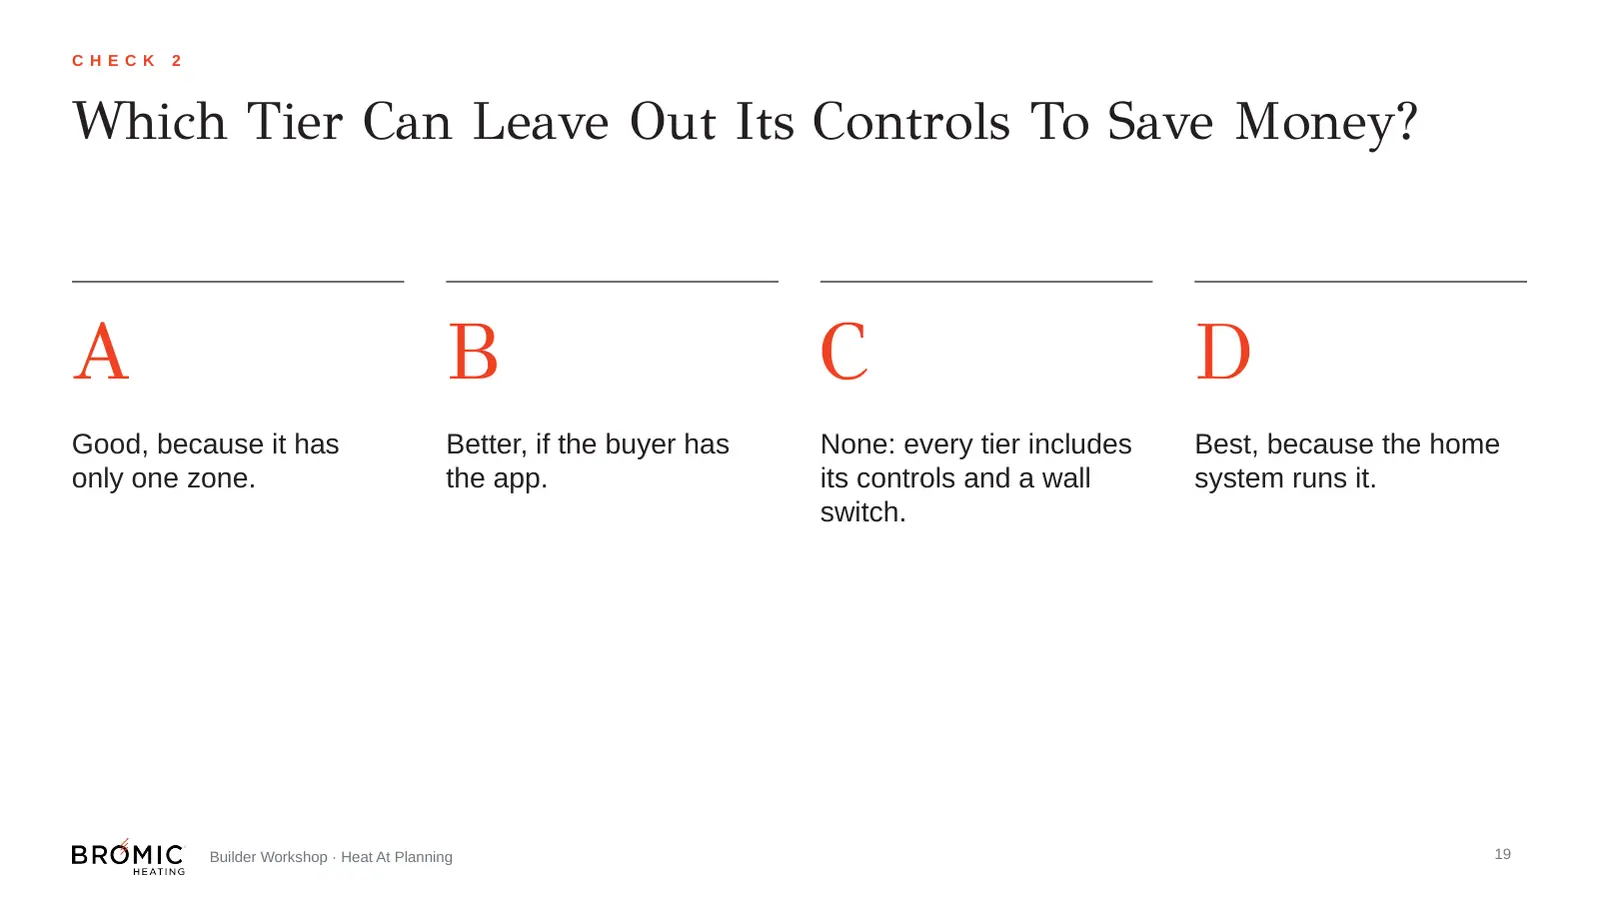 CHECK 2
Which Tier Can Leave Out Its Controls To Save Money?
A
Good, because it has
only one zone.
B
Better, if the buyer has
the app.
C
None: every tier includes
its controls and a wall
switch.
D
Best, because the home
system runs it.
BROMIC
HEATING
Builder Workshop · Heat At Planning
19